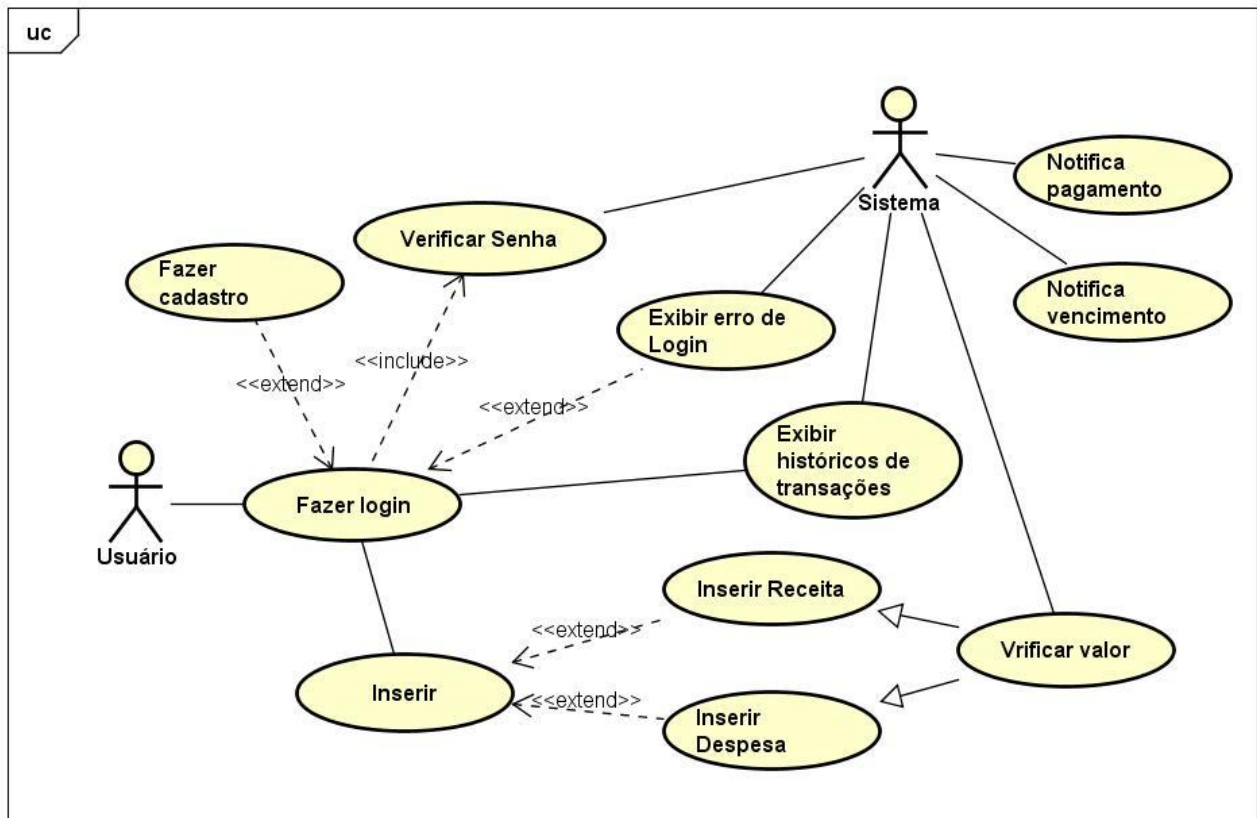 uc
Sistema
Notifica
pagamento
Verificar Senha
Fazer
cadastro
Notifica
vencimento
Exibir erro de
Login
<<include>>
<<extend>>
<<extend>>
Exibir
históricos de
transações
Fazer login
Usuário
Inserir Receita
<<extend>>
Vrificar valor
Inserir
<<extend>>
Inserir
Despesa